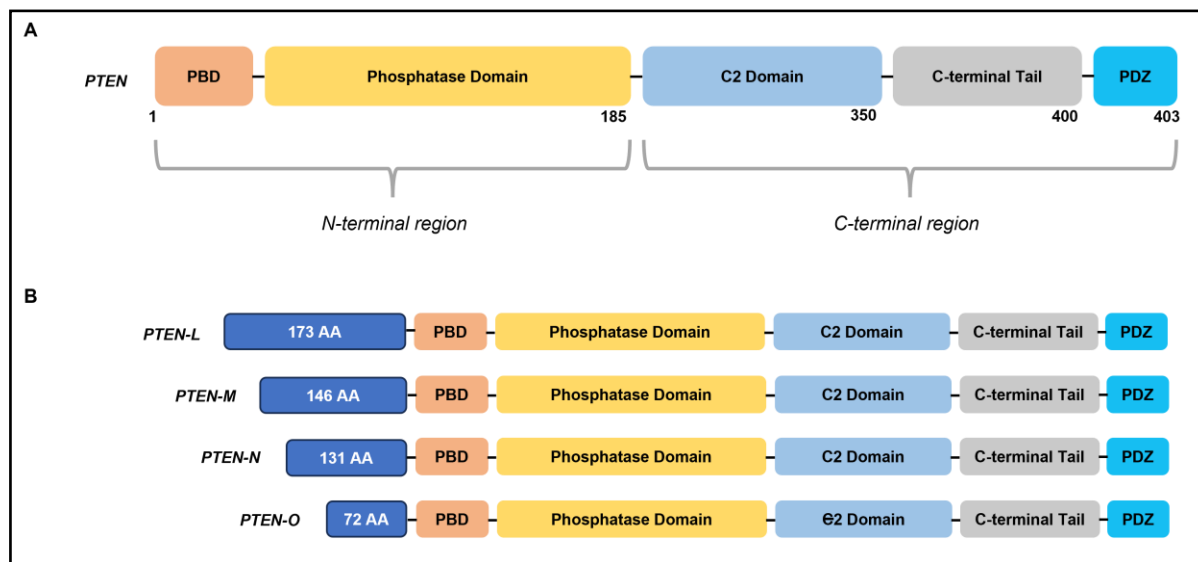 A
PTEN PBD Phosphatase Domain C2 Domain C-terminal Tail PDZ
1 185 350 400 403
N-terminal region C-terminal region
B
PTEN-L 173 AA PBD Phosphatase Domain C2 Domain C-terminal Tail PDZ
PTEN-M 146 AA PBD Phosphatase Domain C2 Domain C-terminal Tail PDZ
PTEN-N 131 AA PBD Phosphatase Domain C2 Domain C-terminal Tail PDZ
PTEN-O 72 AA PBD Phosphatase Domain C2 Domain C-terminal Tail PDZ